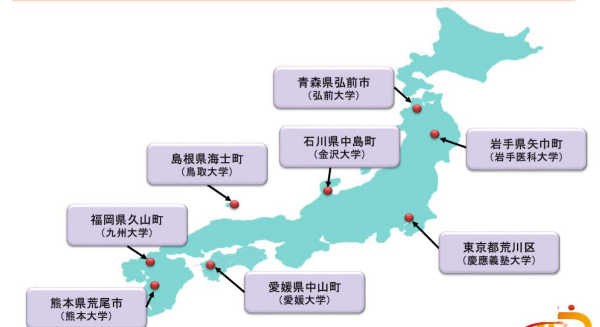 青森県弘前市
（弘前大学）
石川県中島町
（金沢大学）
岩手県矢巾町
（岩手医科大学）
島根県海士町
（鳥取大学）
福岡県久山町
（九州大学）
東京都荒川区
（慶應義塾大学）
愛媛県中山町
（愛媛大学）
熊本県荒尾市
（熊本大学）